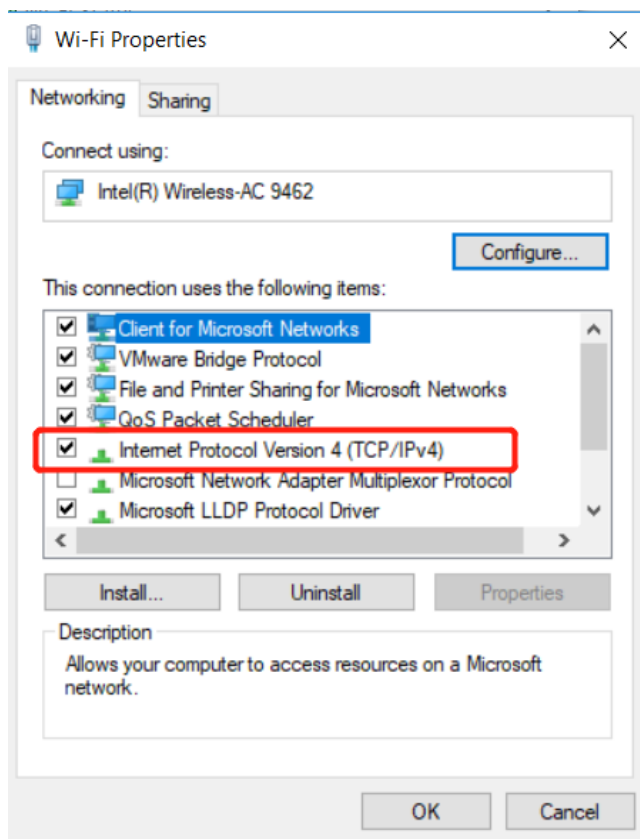 Wi-Fi Properties
Networking
Sharing
Connect using:
Intel(R) Wireless-AC 9462
Configure...
This connection uses the following items:
Client for Microsoft Networks
VMware Bridge Protocol
File and Printer Sharing for Microsoft Networks
QoS Packet Scheduler
Internet Protocol Version 4 (TCP/IPv4)
Microsoft Network Adapter Multiplexor Protocol
Microsoft LLDP Protocol Driver
Install...
Uninstall
Properties
Description
Allows your computer to access resources on a Microsoft
network.
OK
Cancel